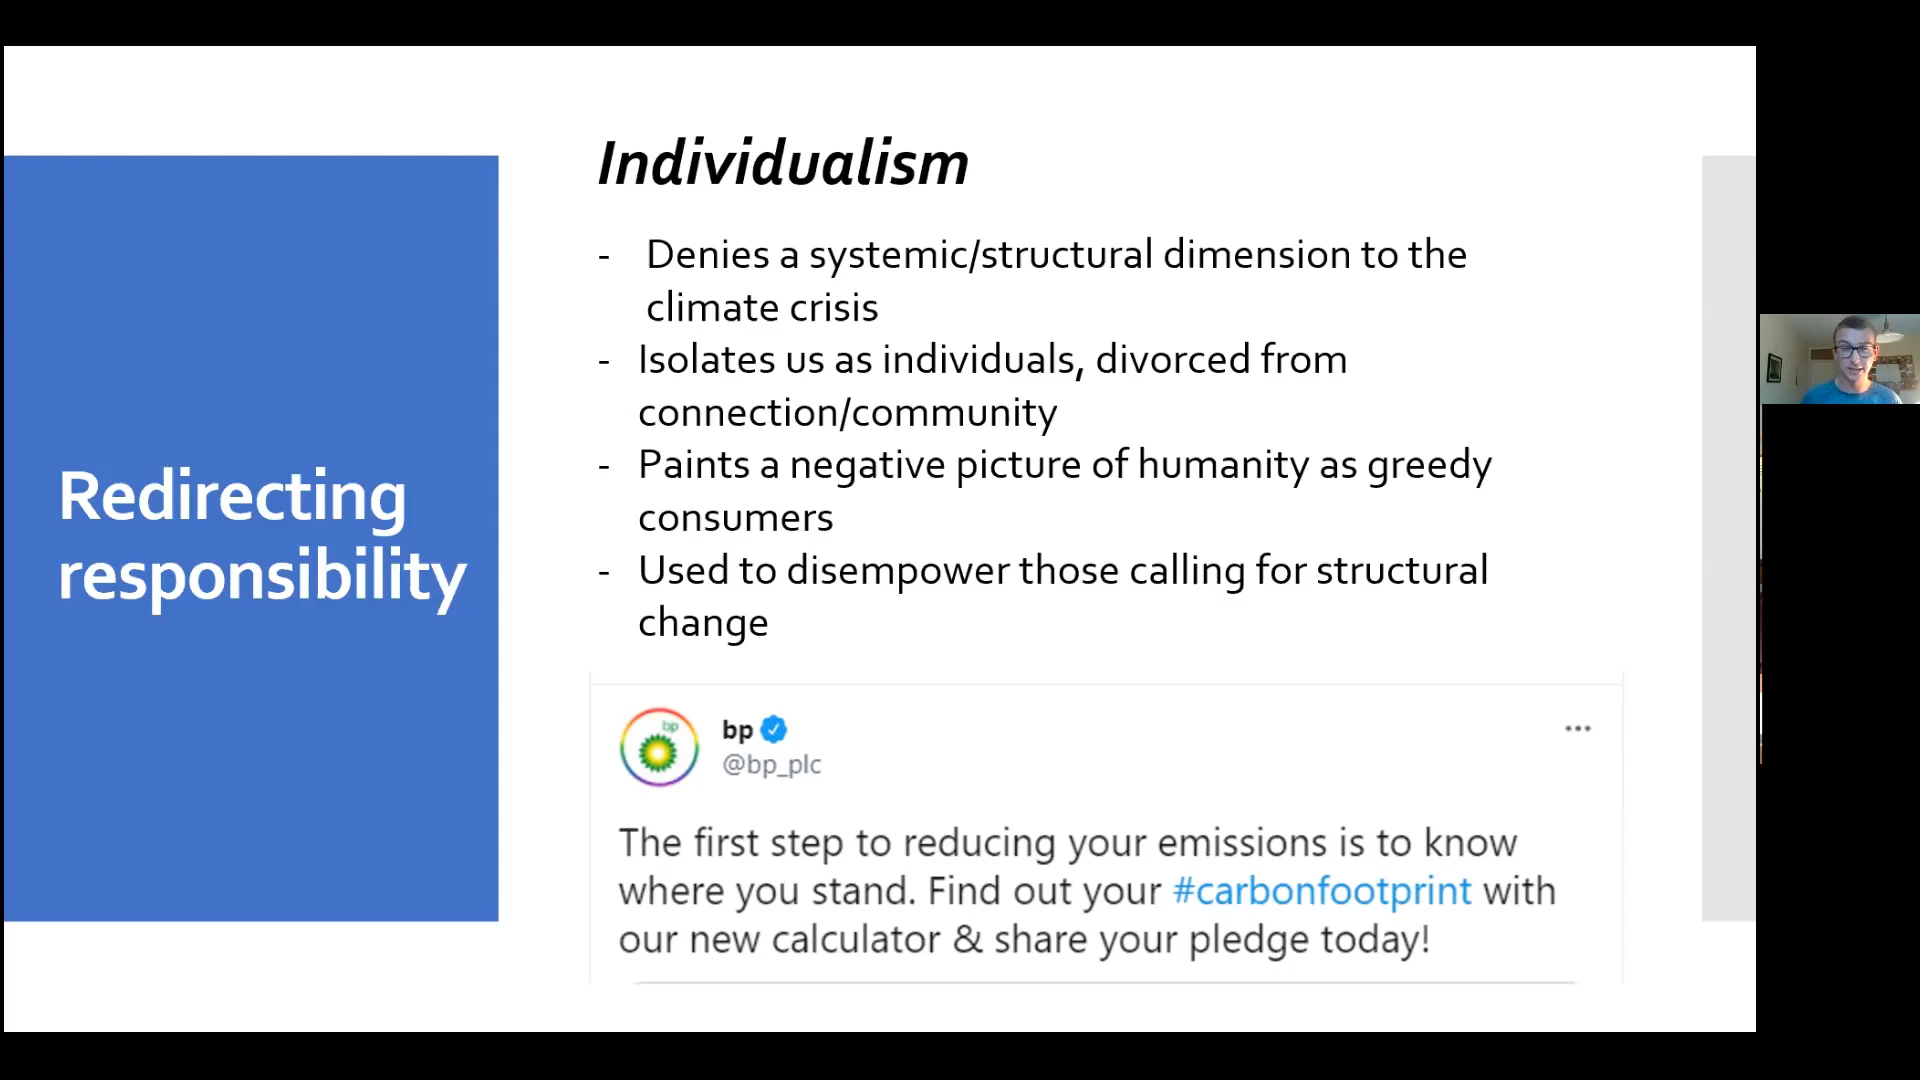 Redirecting
responsibility
Individualism
- Denies a systemic/structural dimension to the
climate crisis
- Isolates us as individuals, divorced from
connection/community
- Paints a negative picture of humanity as greedy
consumers
- Used to disempower those calling for structural
change
bp
bp
@bp_plc
The first step to reducing your emissions is to know
where you stand. Find out your #carbonfootprint with
our new calculator & share your pledge today!